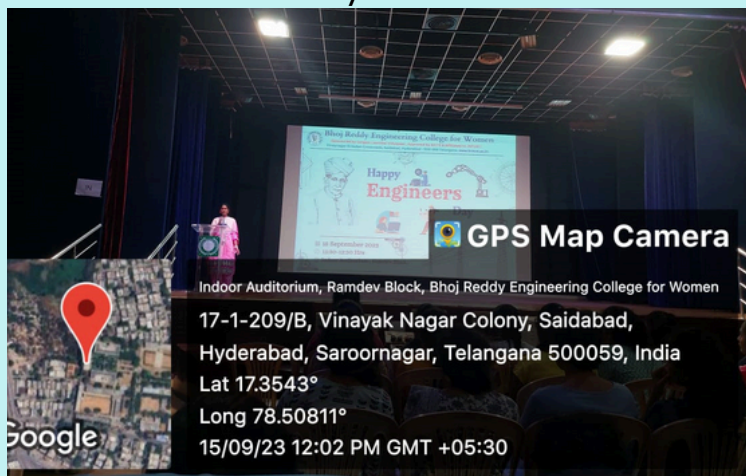 Bhoj Reddy Engineering College for Women
Happy
Engineers
Day
GPS Map Camera
Indoor Auditorium, Ramdev Block, Bhoj Reddy Engineering College for Women
17-1-209/B, Vinayak Nagar Colony, Saidabad,
Hyderabad, Saroornagar, Telangana 500059, India
Lat 17.3543°
Long 78.50811°
15/09/23 12:02 PM GMT +05:30
Google